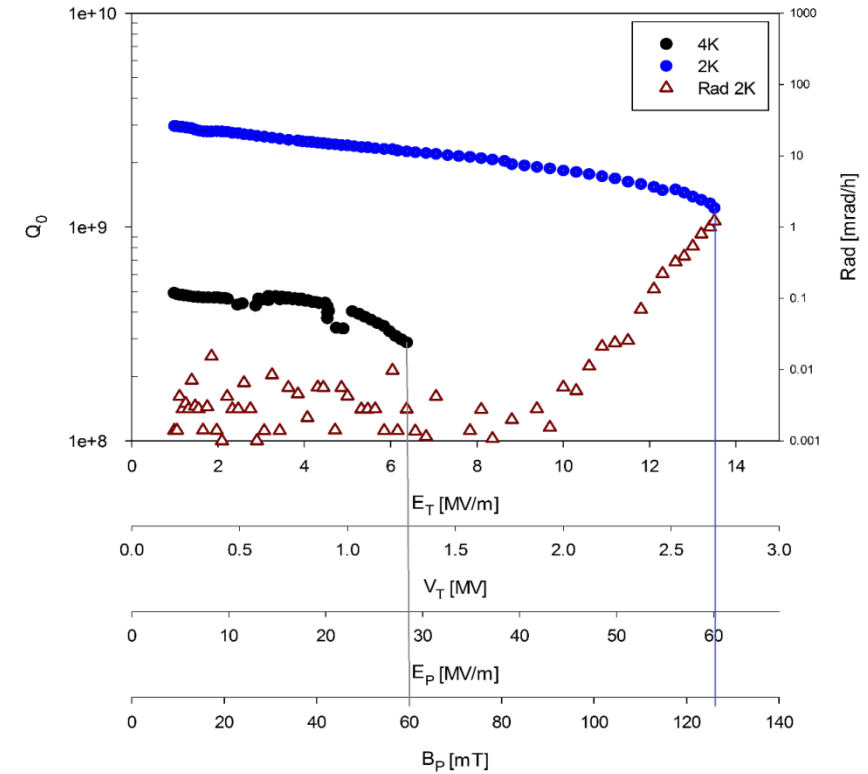 1e+10
1e+9
1e+8
Q0
1000
100
10
1
0.1
0.01
0.001
Rad [mrad/h]
4K
2K
Rad 2K
0 2 4 6 8 10 12 14
ET [MV/m]
0.0 0.5 1.0 1.5 2.0 2.5 3.0
VT [MV]
0 10 20 30 40 50 60
EP [MV/m]
0 20 40 60 80 100 120 140
BP [mT]